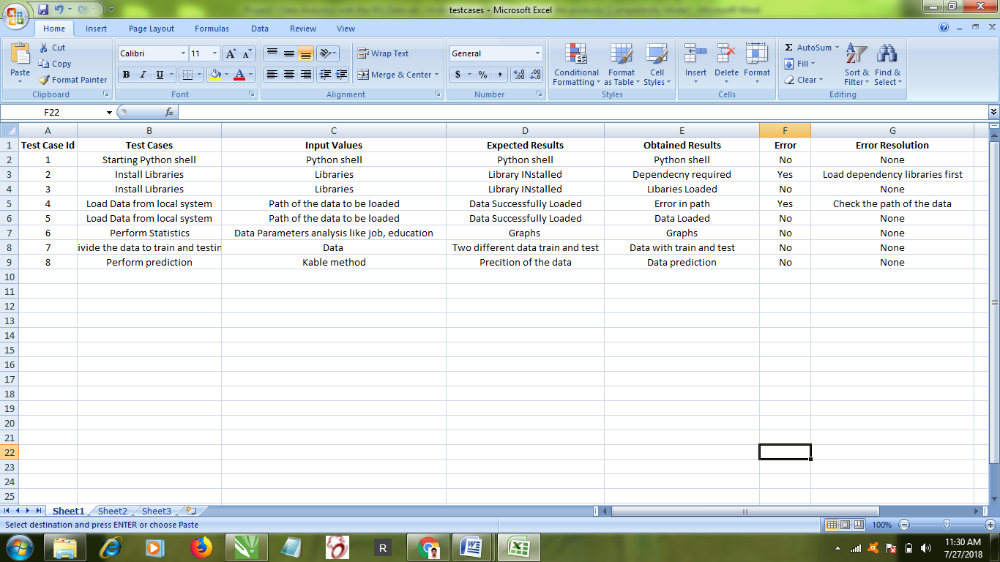 testcases - Microsoft Excel
Home Insert Page Layout Formulas Data Review View
Paste
Cut
Copy
Format Painter
Clipboard
Calibri 11
B I U
Font
Wrap Text
Merge & Center
Alignment
General
$ % ,
Number
Conditional Formatting
Format as Table
Cell Styles
Styles
Insert Delete Format
Cells
AutoSum
Fill
Clear
Sort & Filter
Find & Select
Editing
F22 fx
A B C D E F G
1 Test Case Id Test Cases Input Values Expected Results Obtained Results Error Error Resolution
2 1 Starting Python shell Python shell Python shell Python shell No None
3 2 Install Libraries Libraries Library INstalled Dependecny required Yes Load dependency libraries first
4 3 Install Libraries Libraries Library INstalled Libaries Loaded No None
5 4 Load Data from local system Path of the data to be loaded Data Successfully Loaded Error in path Yes Check the path of the data
6 5 Load Data from local system Path of the data to be loaded Data Successfully Loaded Data Loaded No None
7 6 Perform Statistics Data Parameters analysis like job, education Graphs Graphs No None
8 7 ivide the data to train and testin Data Two different data train and test Data with train and test No None
9 8 Perform prediction Kable method Precition of the data Data prediction No None
10
11
12
13
14
15
16
17
18
19
20
21
22
23
24
25
Sheet1 Sheet2 Sheet3
Select destination and press ENTER or choose Paste 100%
R
11:30 AM
7/27/2018